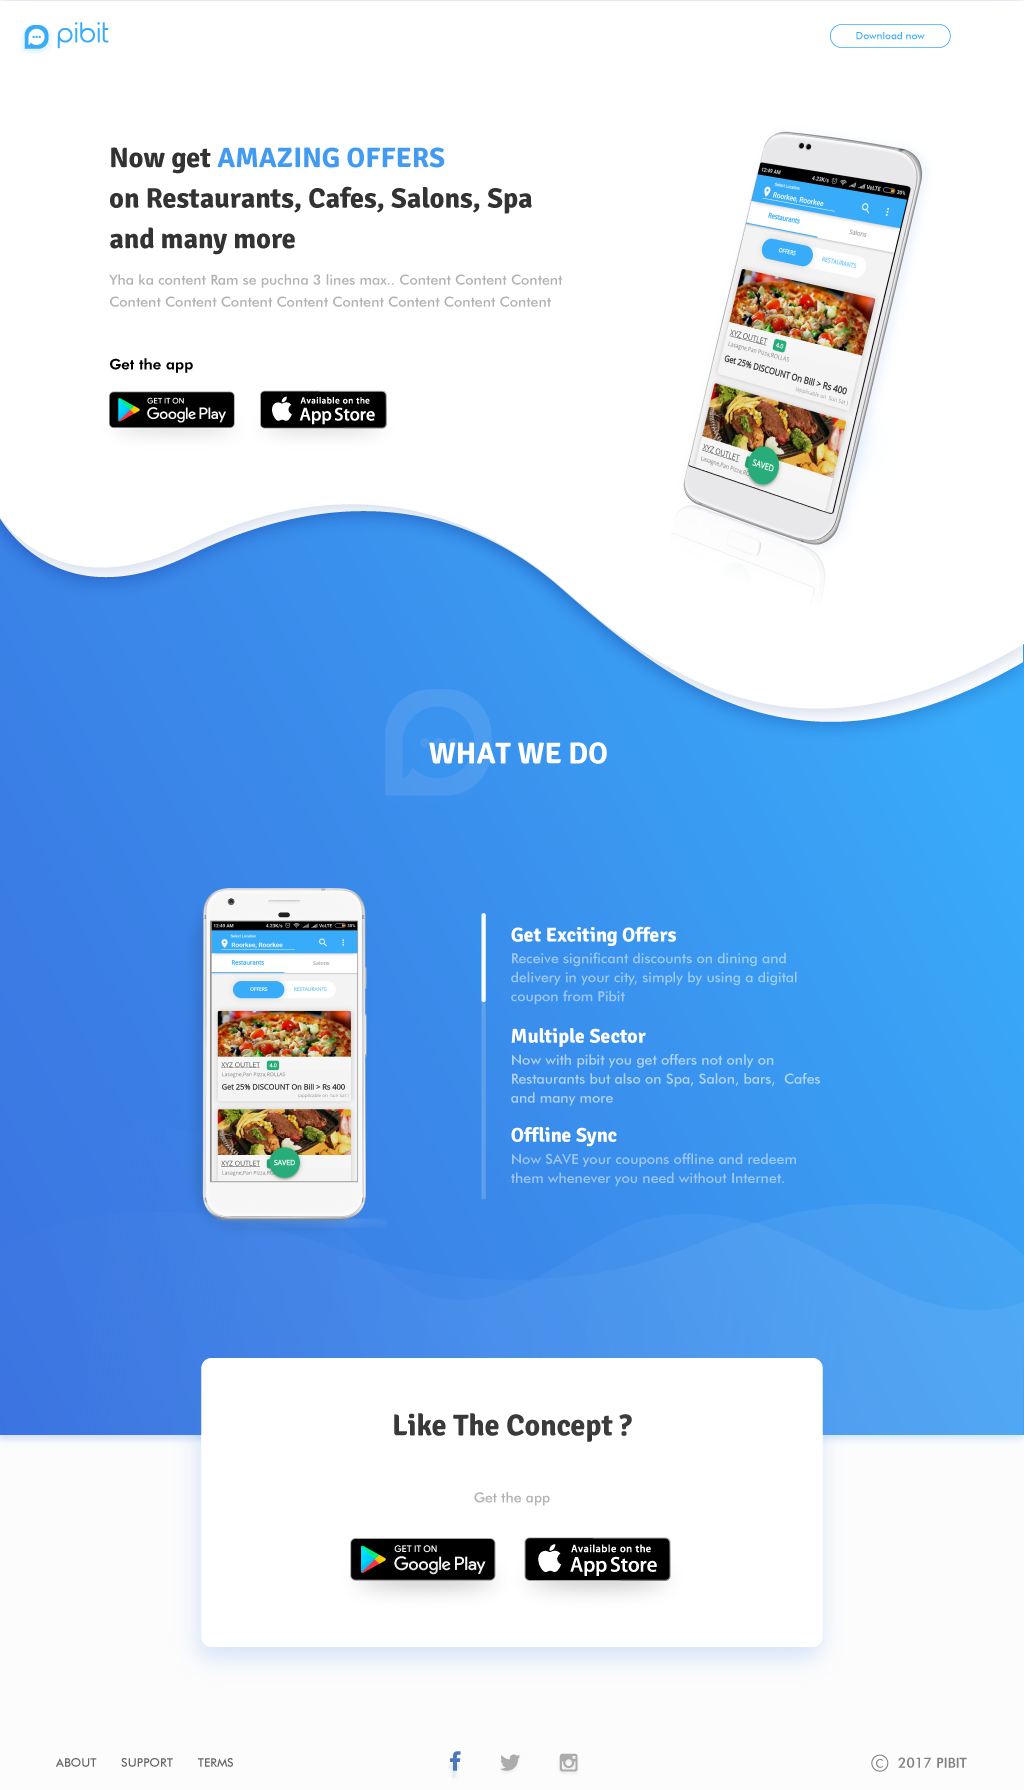 pibit
Download now
Now get AMAZING OFFERS
on Restaurants, Cafes, Salons, Spa
and many more
Yha ka content Ram se puchna 3 lines max.. Content Content Content
Content Content Content Content Content Content Content Content
Get the app
GET IT ON
Google Play
Available on the
App Store
12:49 AM 4.23K/s VoLTE 39%
Select Location
Roorkee, Roorkee
Restaurants Salons
OFFERS RESTAURANTS
XYZ OUTLET 4.0
Lasagne,Pan Pizza,ROLLAS
Get 25% DISCOUNT On Bill > Rs 400
(applicable on Sun Sat)
XYZ OUTLET
Lasagne,Pan Pizza,
SAVED
WHAT WE DO
12:49 AM 4.23K/s VoLTE 39%
Select Location
Roorkee, Roorkee
Restaurants Salons
OFFERS RESTAURANTS
XYZ OUTLET 4.0
Lasagne,Pan Pizza,ROLLAS
Get 25% DISCOUNT On Bill > Rs 400
(applicable on Sun Sat)
XYZ OUTLET
Lasagne,Pan Pizza,
SAVED
Get Exciting Offers
Receive significant discounts on dining and
delivery in your city, simply by using a digital
coupon from Pibit
Multiple Sector
Now with pibit you get offers not only on
Restaurants but also on Spa, Salon, bars, Cafes
and many more
Offline Sync
Now SAVE your coupons offline and redeem
them whenever you need without Internet.
Like The Concept ?
Get the app
GET IT ON
Google Play
Available on the
App Store
ABOUT SUPPORT TERMS
© 2017 PIBIT